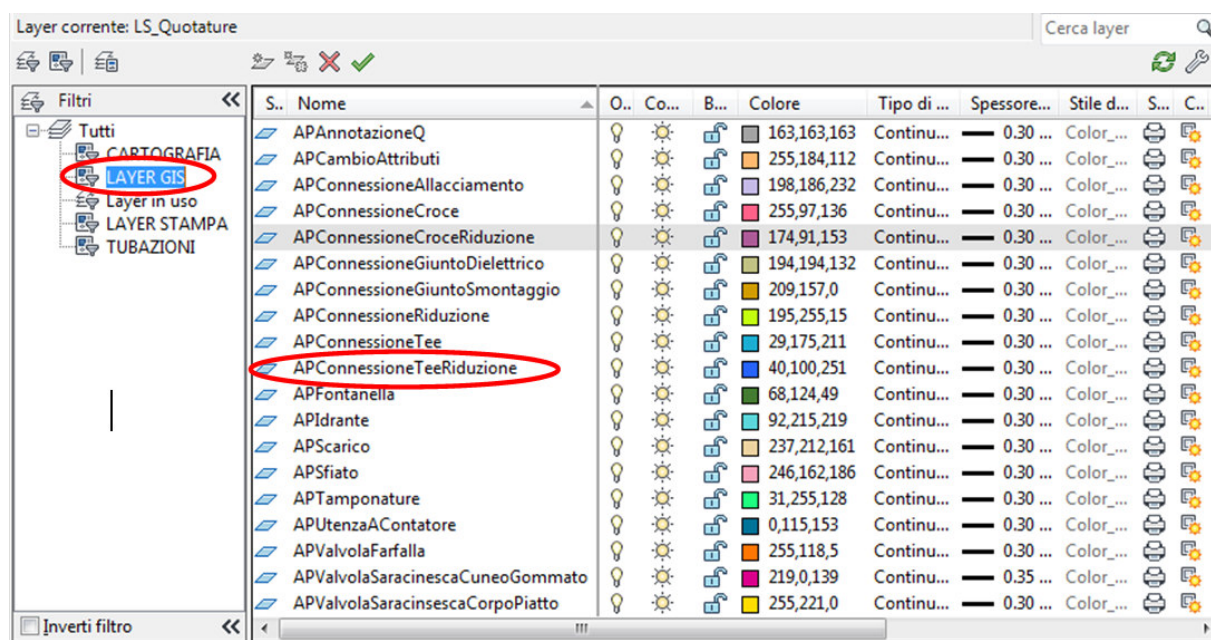 Layer corrente: LS_Quotature
Cerca layer
Filtri
Tutti
CARTOGRAFIA
LAYER GIS
Layer in uso
LAYER STAMPA
TUBAZIONI
Inverti filtro
S.. Nome O.. Co... B... Colore Tipo di ... Spessore... Stile d... S... C..
APAnnotazioneQ 163,163,163 Continu... 0.30 ... Color_...
APCambioAttributi 255,184,112 Continu... 0.30 ... Color_...
APConnessioneAllacciamento 198,186,232 Continu... 0.30 ... Color_...
APConnessioneCroce 255,97,136 Continu... 0.30 ... Color_...
APConnessioneCroceRiduzione 174,91,153 Continu... 0.30 ... Color_...
APConnessioneGiuntoDielettrico 194,194,132 Continu... 0.30 ... Color_...
APConnessioneGiuntoSmontaggio 209,157,0 Continu... 0.30 ... Color_...
APConnessioneRiduzione 195,255,15 Continu... 0.30 ... Color_...
APConnessioneTee 29,175,211 Continu... 0.30 ... Color_...
APConnessioneTeeRiduzione 40,100,251 Continu... 0.30 ... Color_...
APFontanella 68,124,49 Continu... 0.30 ... Color_...
APIdrante 92,215,219 Continu... 0.30 ... Color_...
APScarico 237,212,161 Continu... 0.30 ... Color_...
APSfiato 246,162,186 Continu... 0.30 ... Color_...
APTamponature 31,255,128 Continu... 0.30 ... Color_...
APUtenzaAContatore 0,115,153 Continu... 0.30 ... Color_...
APValvolaFarfalla 255,118,5 Continu... 0.30 ... Color_...
APValvolaSaracinescaCuneoGommato 219,0,139 Continu... 0.35 ... Color_...
APValvolaSaracinsescaCorpoPiatto 255,221,0 Continu... 0.30 ... Color_...